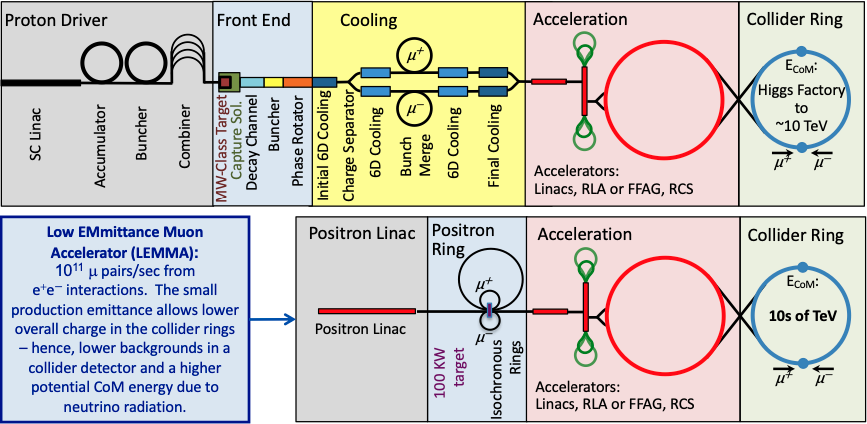 Proton Driver
Front End
Cooling
Acceleration
Collider Ring
SC Linac
Accumulator
Buncher
Combiner
MW-Class Target
Capture Sol.
Decay Channel
Buncher
Phase Rotator
Initial 6D Cooling
Charge Separator
6D Cooling
Bunch
Merge
6D Cooling
Final Cooling
μ+
μ−
Accelerators:
Linacs, RLA or FFAG, RCS
ECoM:
Higgs Factory
to
~10 TeV
μ+ μ−
Low EMmittance Muon
Accelerator (LEMMA):
10¹¹ μ pairs/sec from
e⁺e⁻ interactions. The small
production emittance allows lower
overall charge in the collider rings
– hence, lower backgrounds in a
collider detector and a higher
potential CoM energy due to
neutrino radiation.
Positron Linac
Positron
Ring
Acceleration
Collider Ring
Positron Linac
μ+
μ−
100 KW
target
Isochronous
Rings
Accelerators:
Linacs, RLA or FFAG, RCS
ECoM:
10s of TeV
μ+ μ−